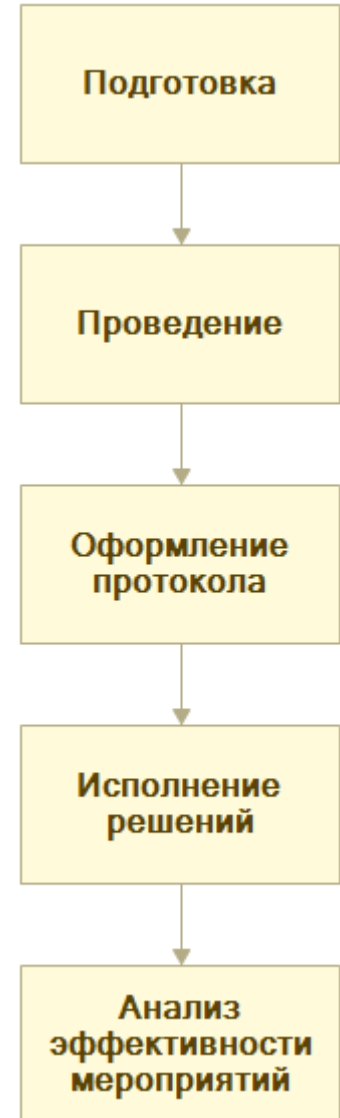 Подготовка
Проведение
Оформление
протокола
Исполнение
решений
Анализ
эффективности
мероприятий